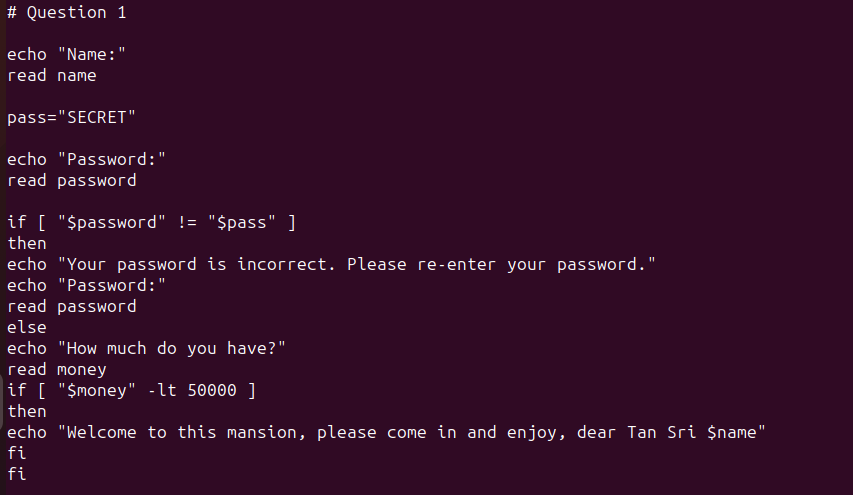 # Question 1
echo "Name:"
read name
pass="SECRET"
echo "Password:"
read password
if [ "$password" != "$pass" ]
then
echo "Your password is incorrect. Please re-enter your password."
echo "Password:"
read password
else
echo "How much do you have?"
read money
if [ "$money" -lt 50000 ]
then
echo "Welcome to this mansion, please come in and enjoy, dear Tan Sri $name"
fi
fi